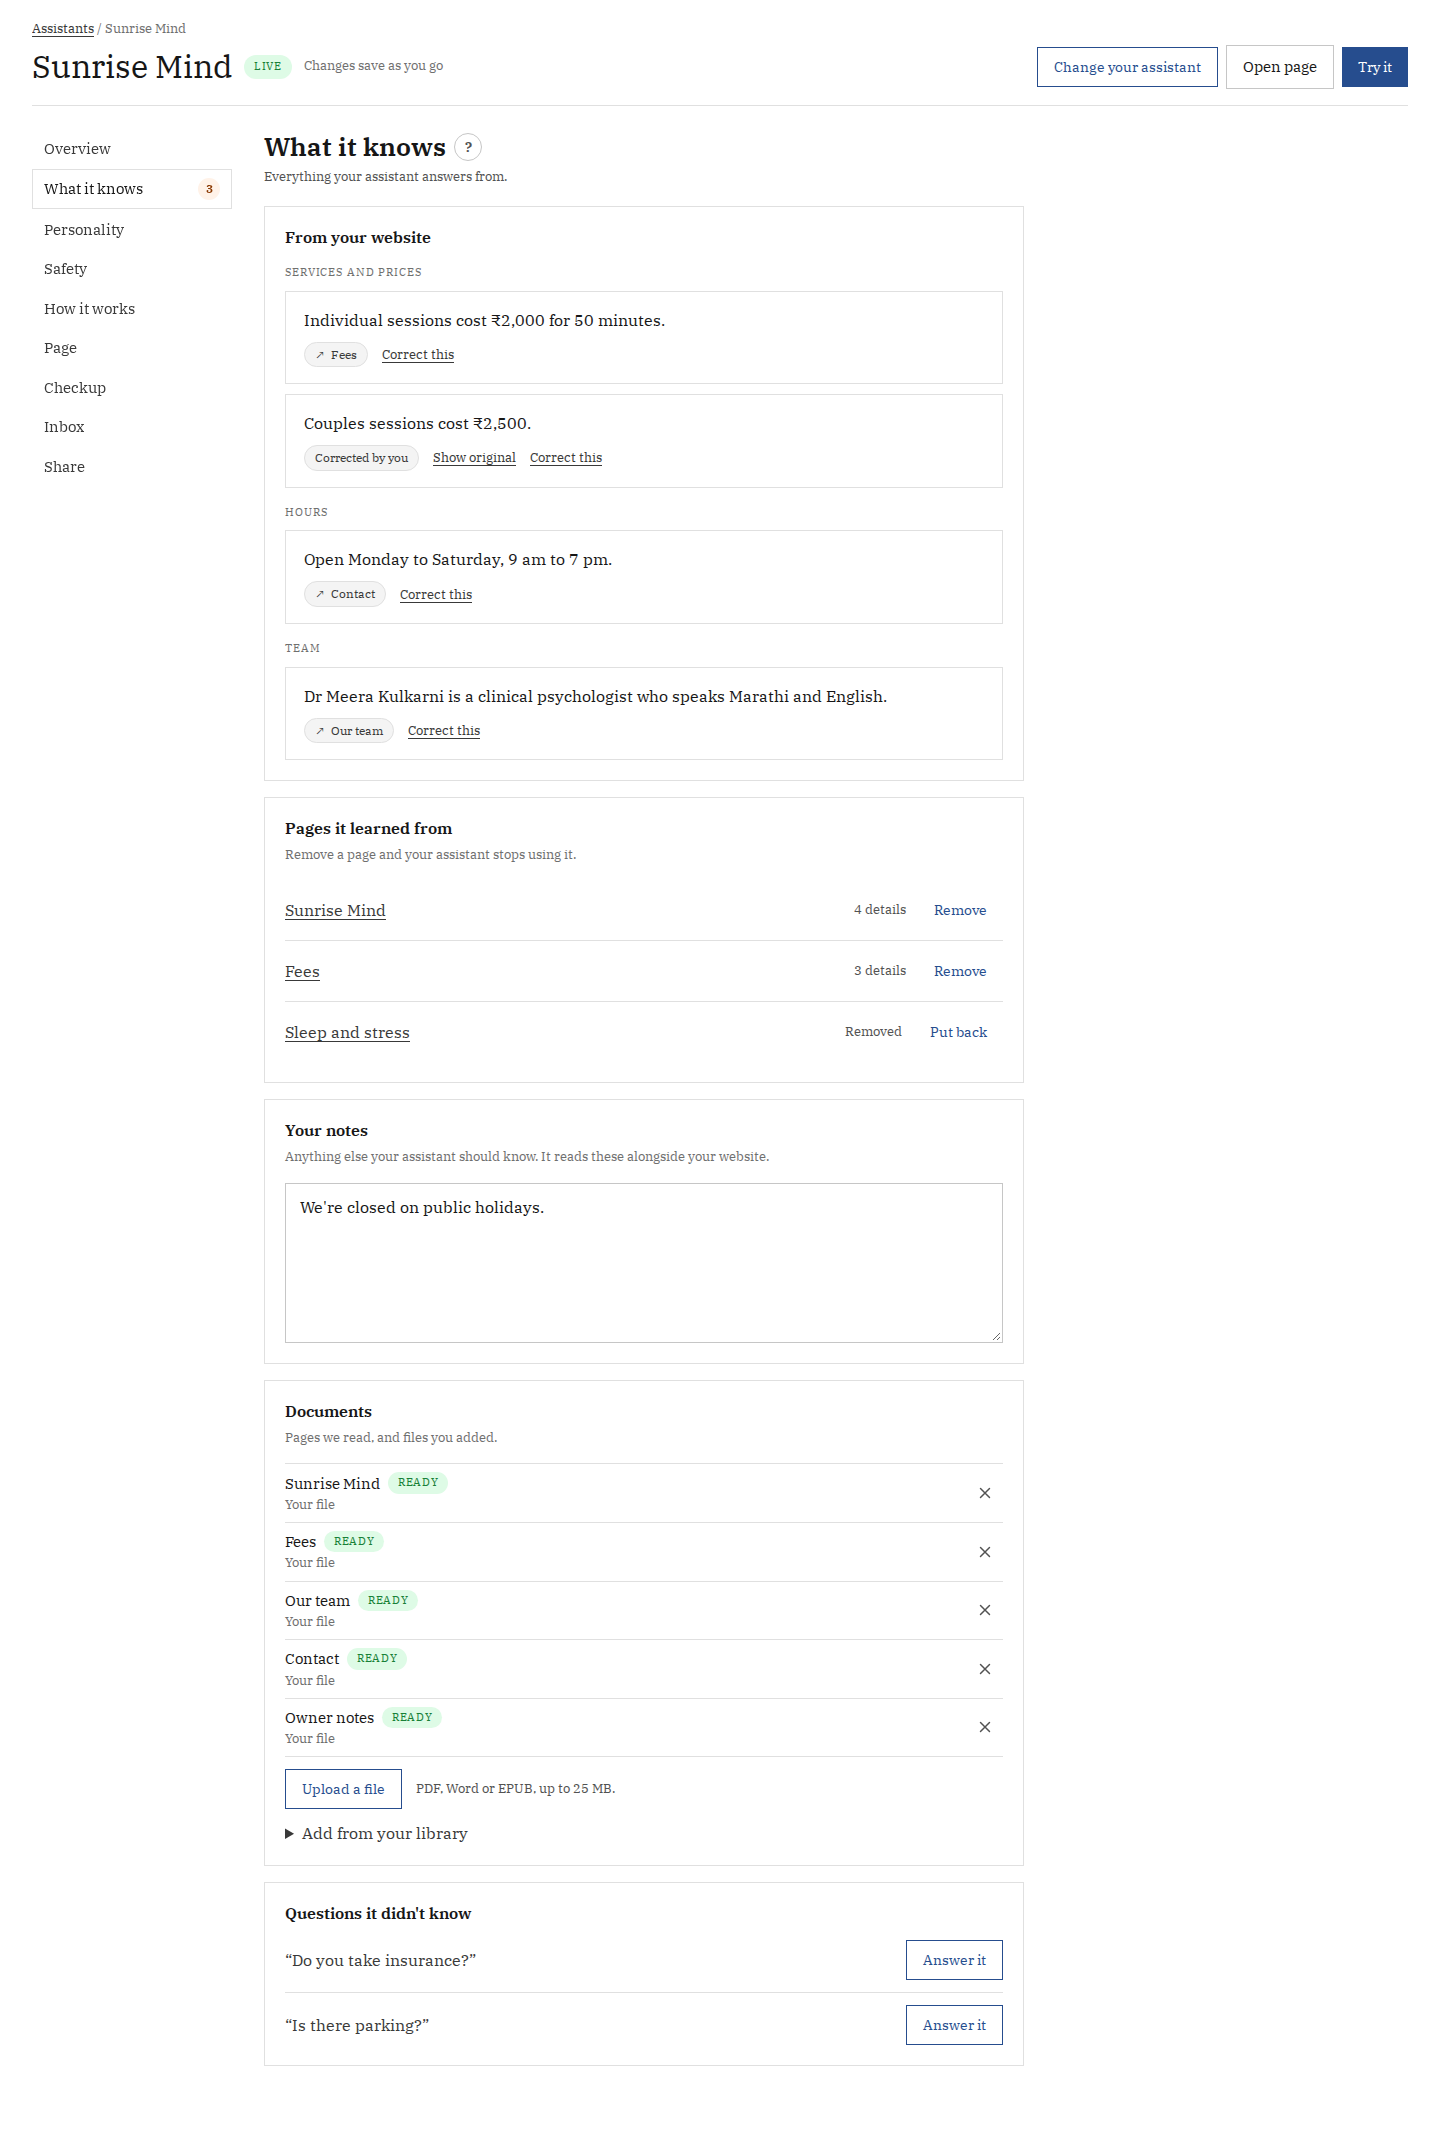 Assistants / Sunrise Mind
Sunrise Mind LIVE Changes save as you go
Change your assistant Open page Try it
Overview
What it knows 3
Personality
Safety
How it works
Page
Checkup
Inbox
Share
What it knows ?
Everything your assistant answers from.
From your website
SERVICES AND PRICES
Individual sessions cost ₹2,000 for 50 minutes.
↗ Fees Correct this
Couples sessions cost ₹2,500.
Corrected by you Show original Correct this
HOURS
Open Monday to Saturday, 9 am to 7 pm.
↗ Contact Correct this
TEAM
Dr Meera Kulkarni is a clinical psychologist who speaks Marathi and English.
↗ Our team Correct this
Pages it learned from
Remove a page and your assistant stops using it.
Sunrise Mind 4 details Remove
Fees 3 details Remove
Sleep and stress Removed Put back
Your notes
Anything else your assistant should know. It reads these alongside your website.
We're closed on public holidays.
Documents
Pages we read, and files you added.
Sunrise Mind READY
Your file
Fees READY
Your file
Our team READY
Your file
Contact READY
Your file
Owner notes READY
Your file
Upload a file PDF, Word or EPUB, up to 25 MB.
Add from your library
Questions it didn't know
“Do you take insurance?” Answer it
“Is there parking?” Answer it